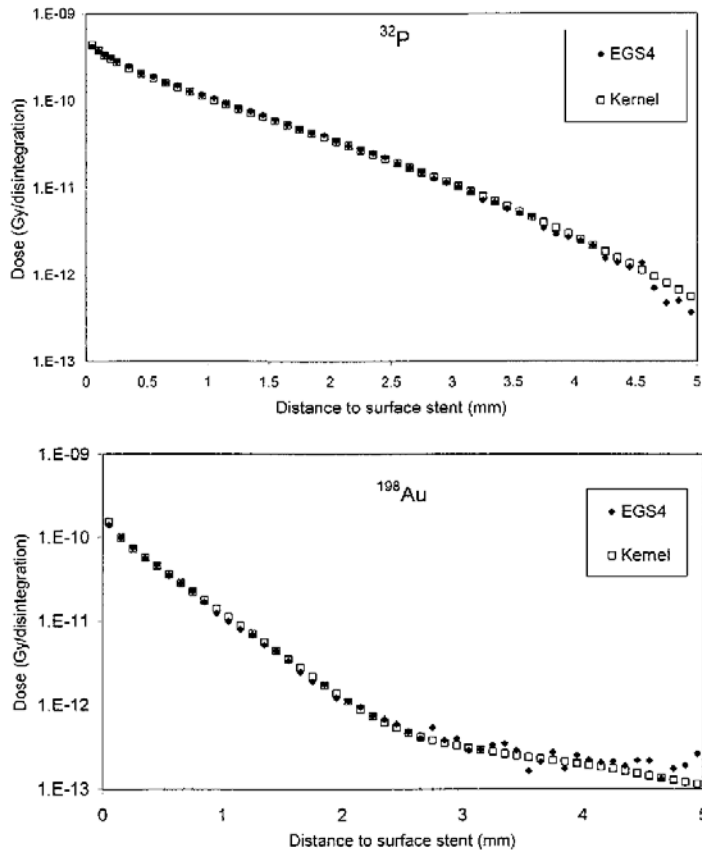 ³²P
EGS4
Kernel
1.E-09
1.E-10
1.E-11
1.E-12
1.E-13
Dose (Gy/disintegration)
0 0.5 1 1.5 2 2.5 3 3.5 4 4.5 5
Distance to surface stent (mm)
¹⁹⁸Au
EGS4
Kernel
1.E-09
1.E-10
1.E-11
1.E-12
1.E-13
Dose (Gy/disintegration)
0 1 2 3 4 5
Distance to surface stent (mm)